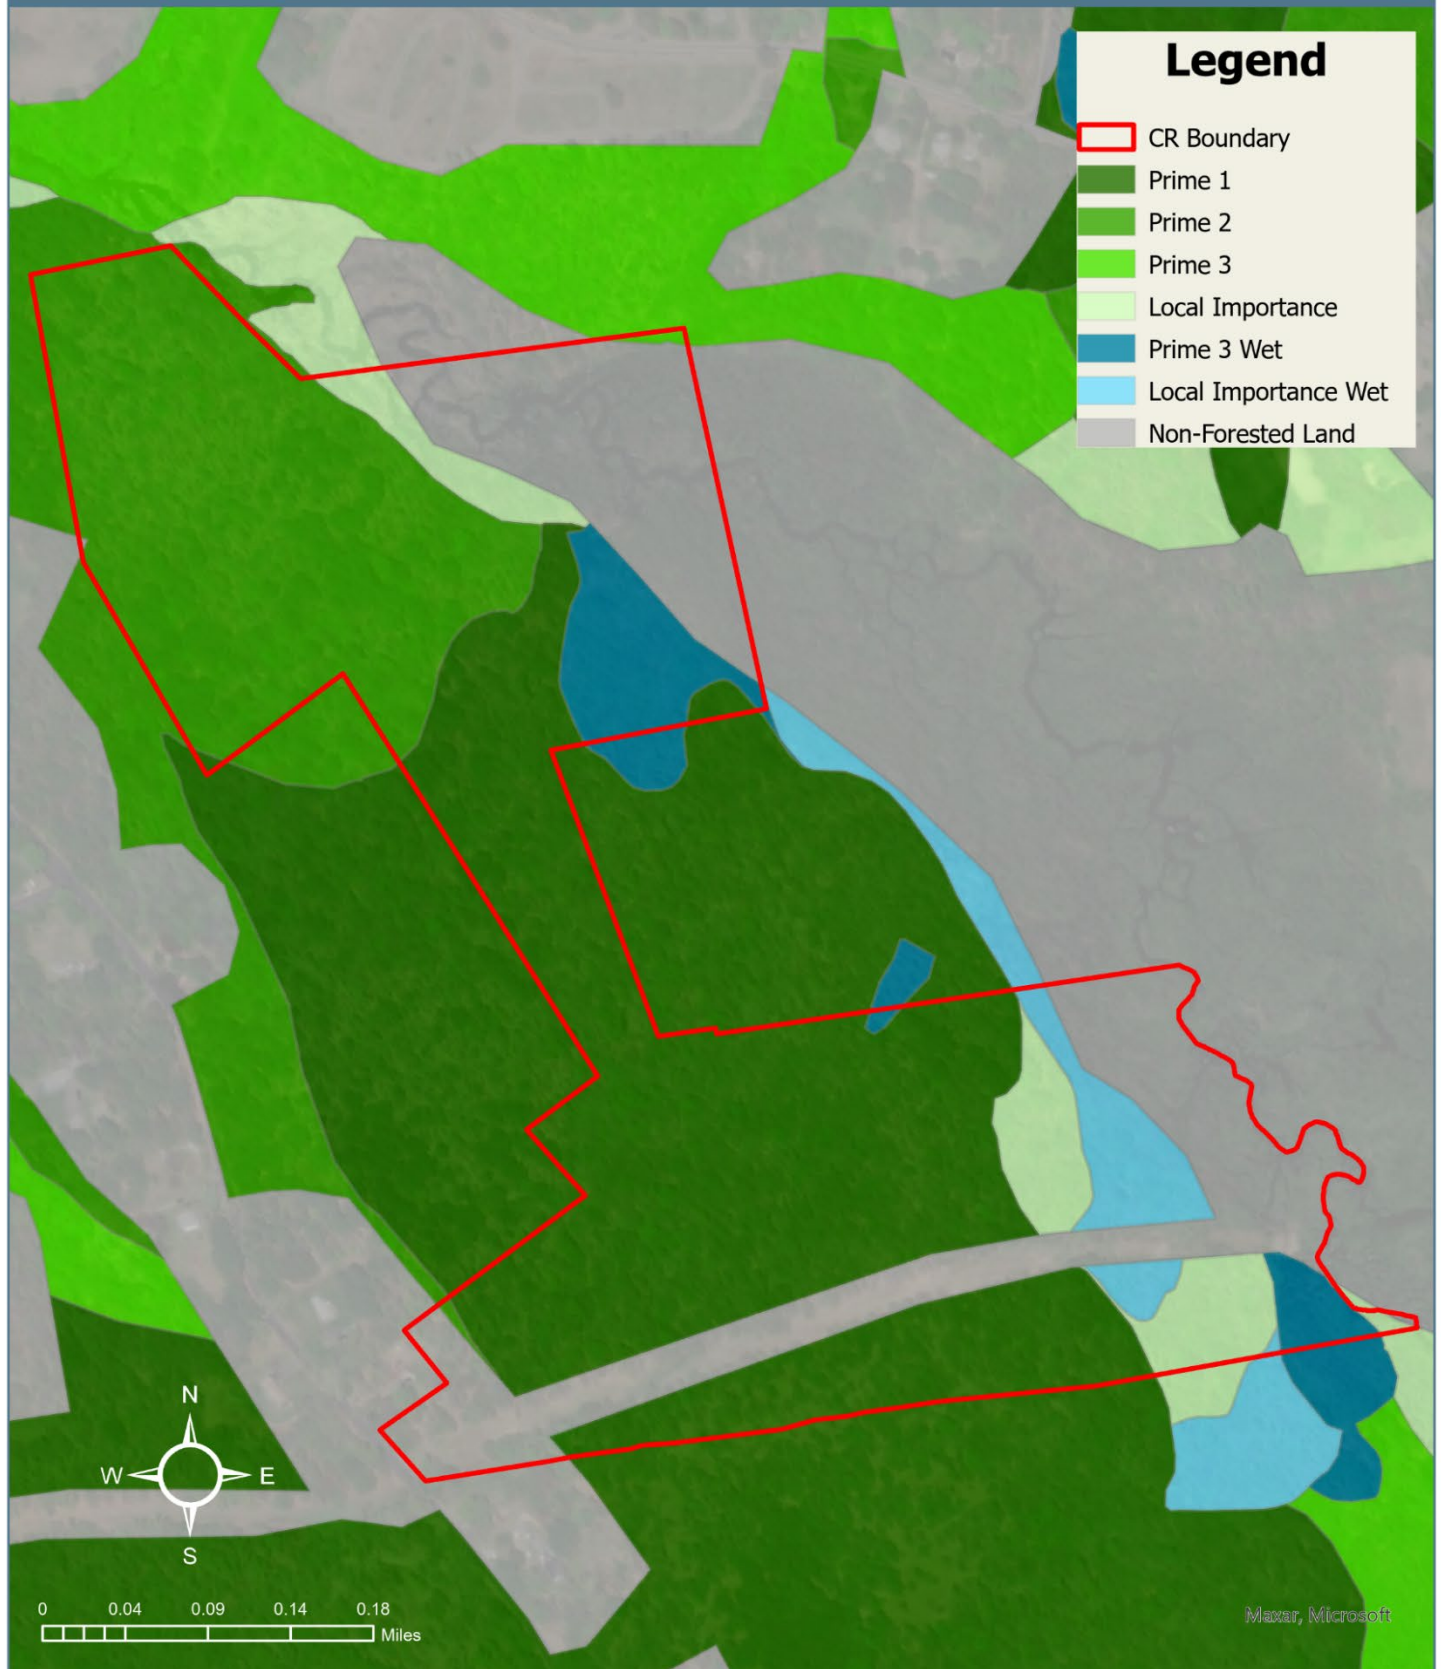 Legend
CR Boundary
Prime 1
Prime 2
Prime 3
Local Importance
Prime 3 Wet
Local Importance Wet
Non-Forested Land
N
W E
S
0 0.04 0.09 0.14 0.18
Miles
Maxar, Microsoft